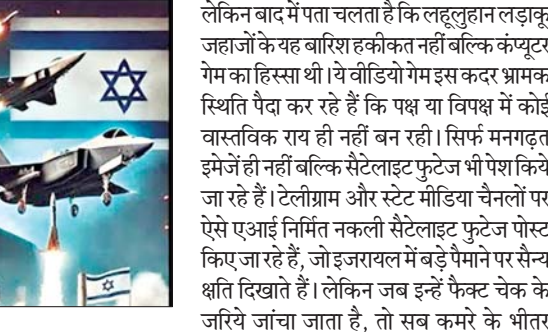 लेकिन बाद में पता चलता है कि लहूलुहान लड़ाकू
जहाजों के यह बारिश हकीकत नहीं बल्कि कंप्यूटर
गेम का हिस्सा थी।ये वीडियो गेम इस कदर भ्रामक
स्थिति पैदा कर रहे हैं कि पक्ष या विपक्ष में कोई
वास्तविक राय ही नहीं बन रही। सिर्फ मनगढ़त
इमेजें ही नहीं बल्कि सैटेलाइट फुटेज भी पेश किये
जा रहे हैं। टेलीग्राम और स्टेट मीडिया चैनलों पर
ऐसे एआई निर्मित नकली सैटेलाइट फुटेज पोस्ट
किए जा रहे हैं, जो इजरायल में बड़े पैमाने पर सैन्य
क्षति दिखाते हैं। लेकिन जब इन्हें फैक्ट चेक के
जरिये जांचा जाता है, तो सब कमरे के भीतर